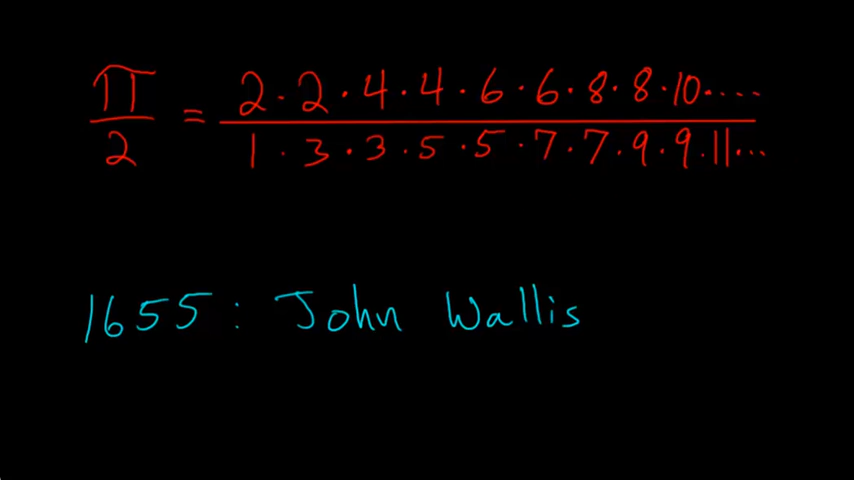 π/2 = 2·2·4·4·6·6·8·8·10·.... / 1·3·3·5·5·7·7·9·9·11...
1655: John Wallis